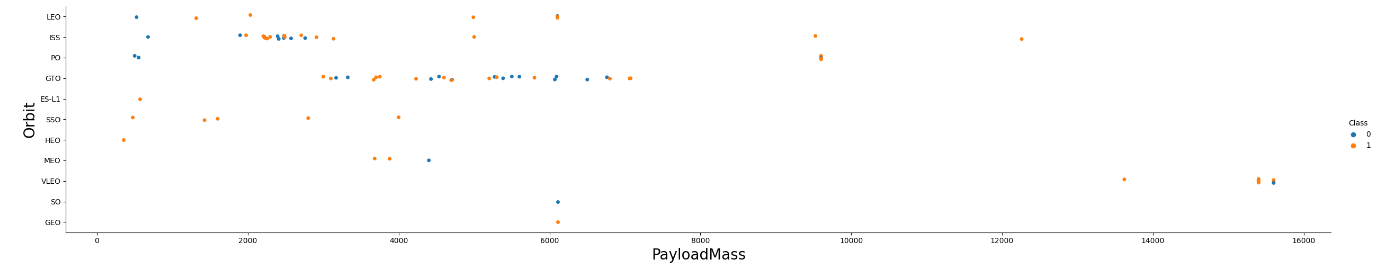 LEO
ISS
PO
GTO
ES-L1
SSO
HEO
MEO
VLEO
SO
GEO
Orbit
0 2000 4000 6000 8000 10000 12000 14000 16000
PayloadMass
Class
0
1